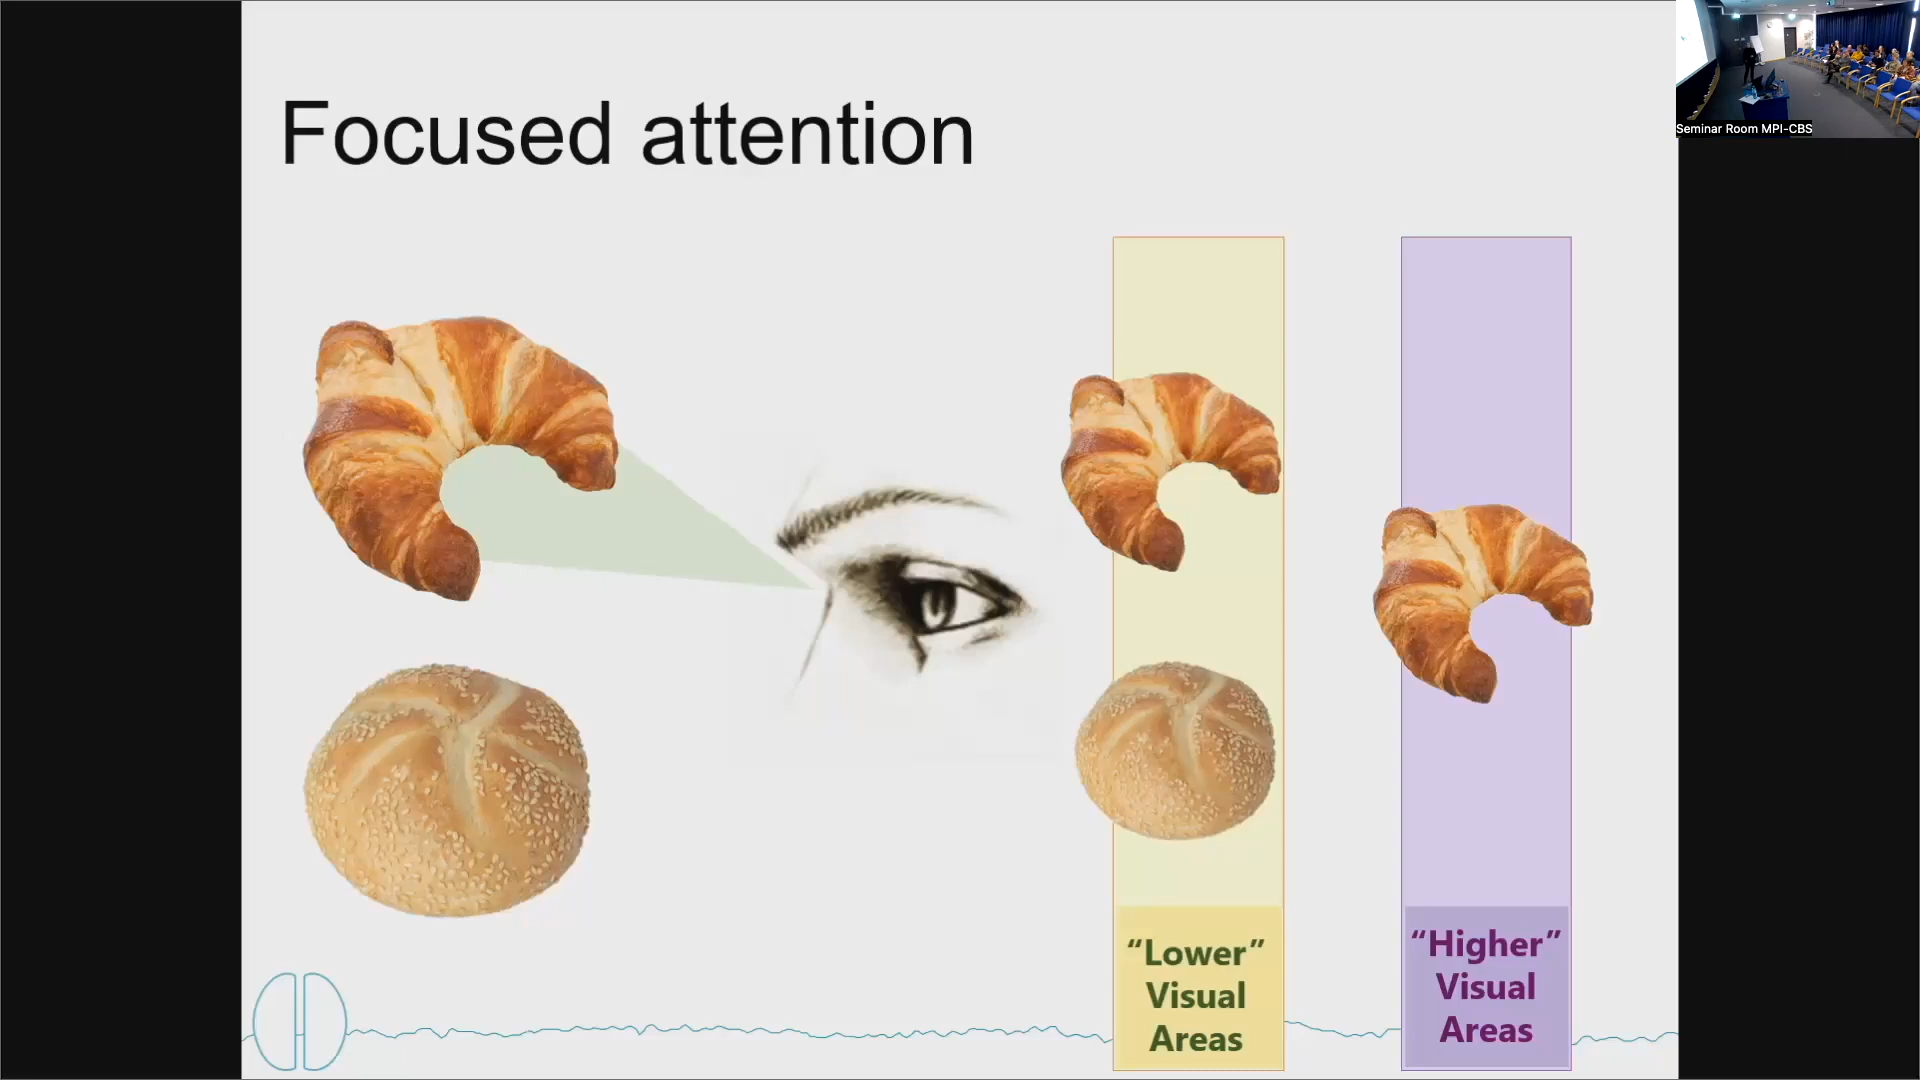 Seminar Room MPI-CBS
Focused attention
“Lower”
Visual
Areas
“Higher”
Visual
Areas